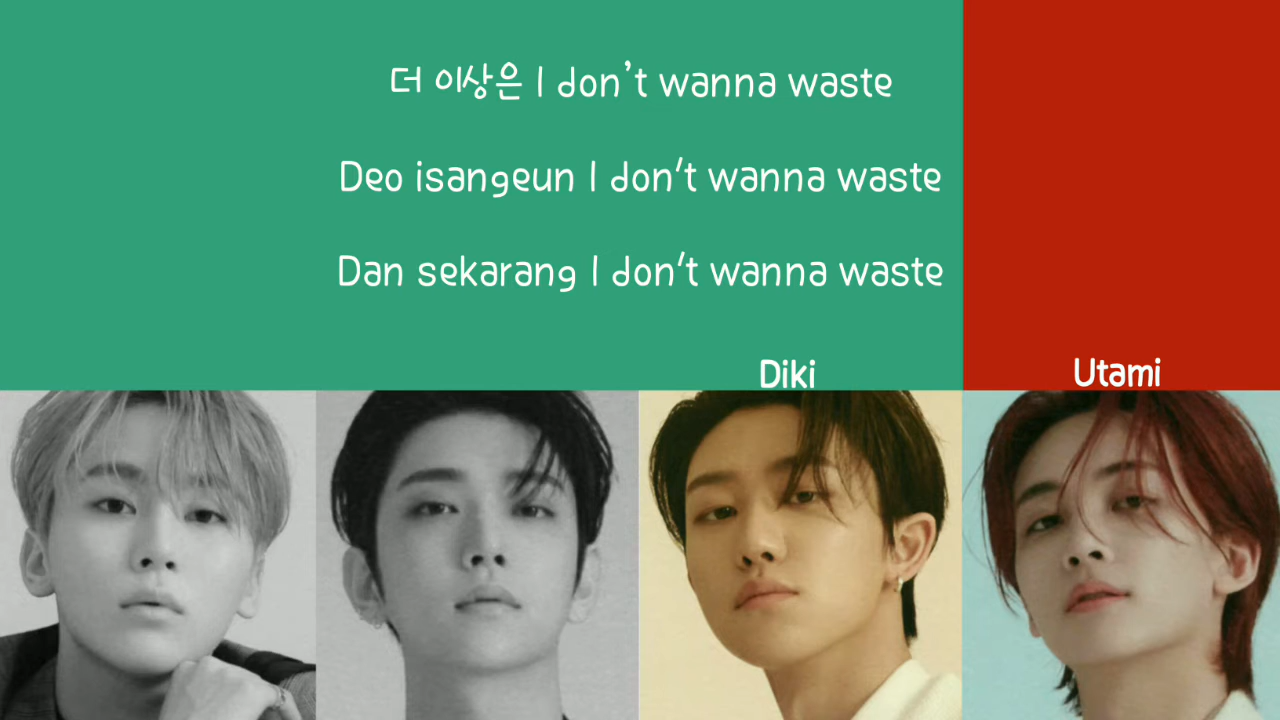 더 이상은 I don’t wanna waste
Deo isangeun I don't wanna waste
Dan sekarang I don't wanna waste
Diki
Utami